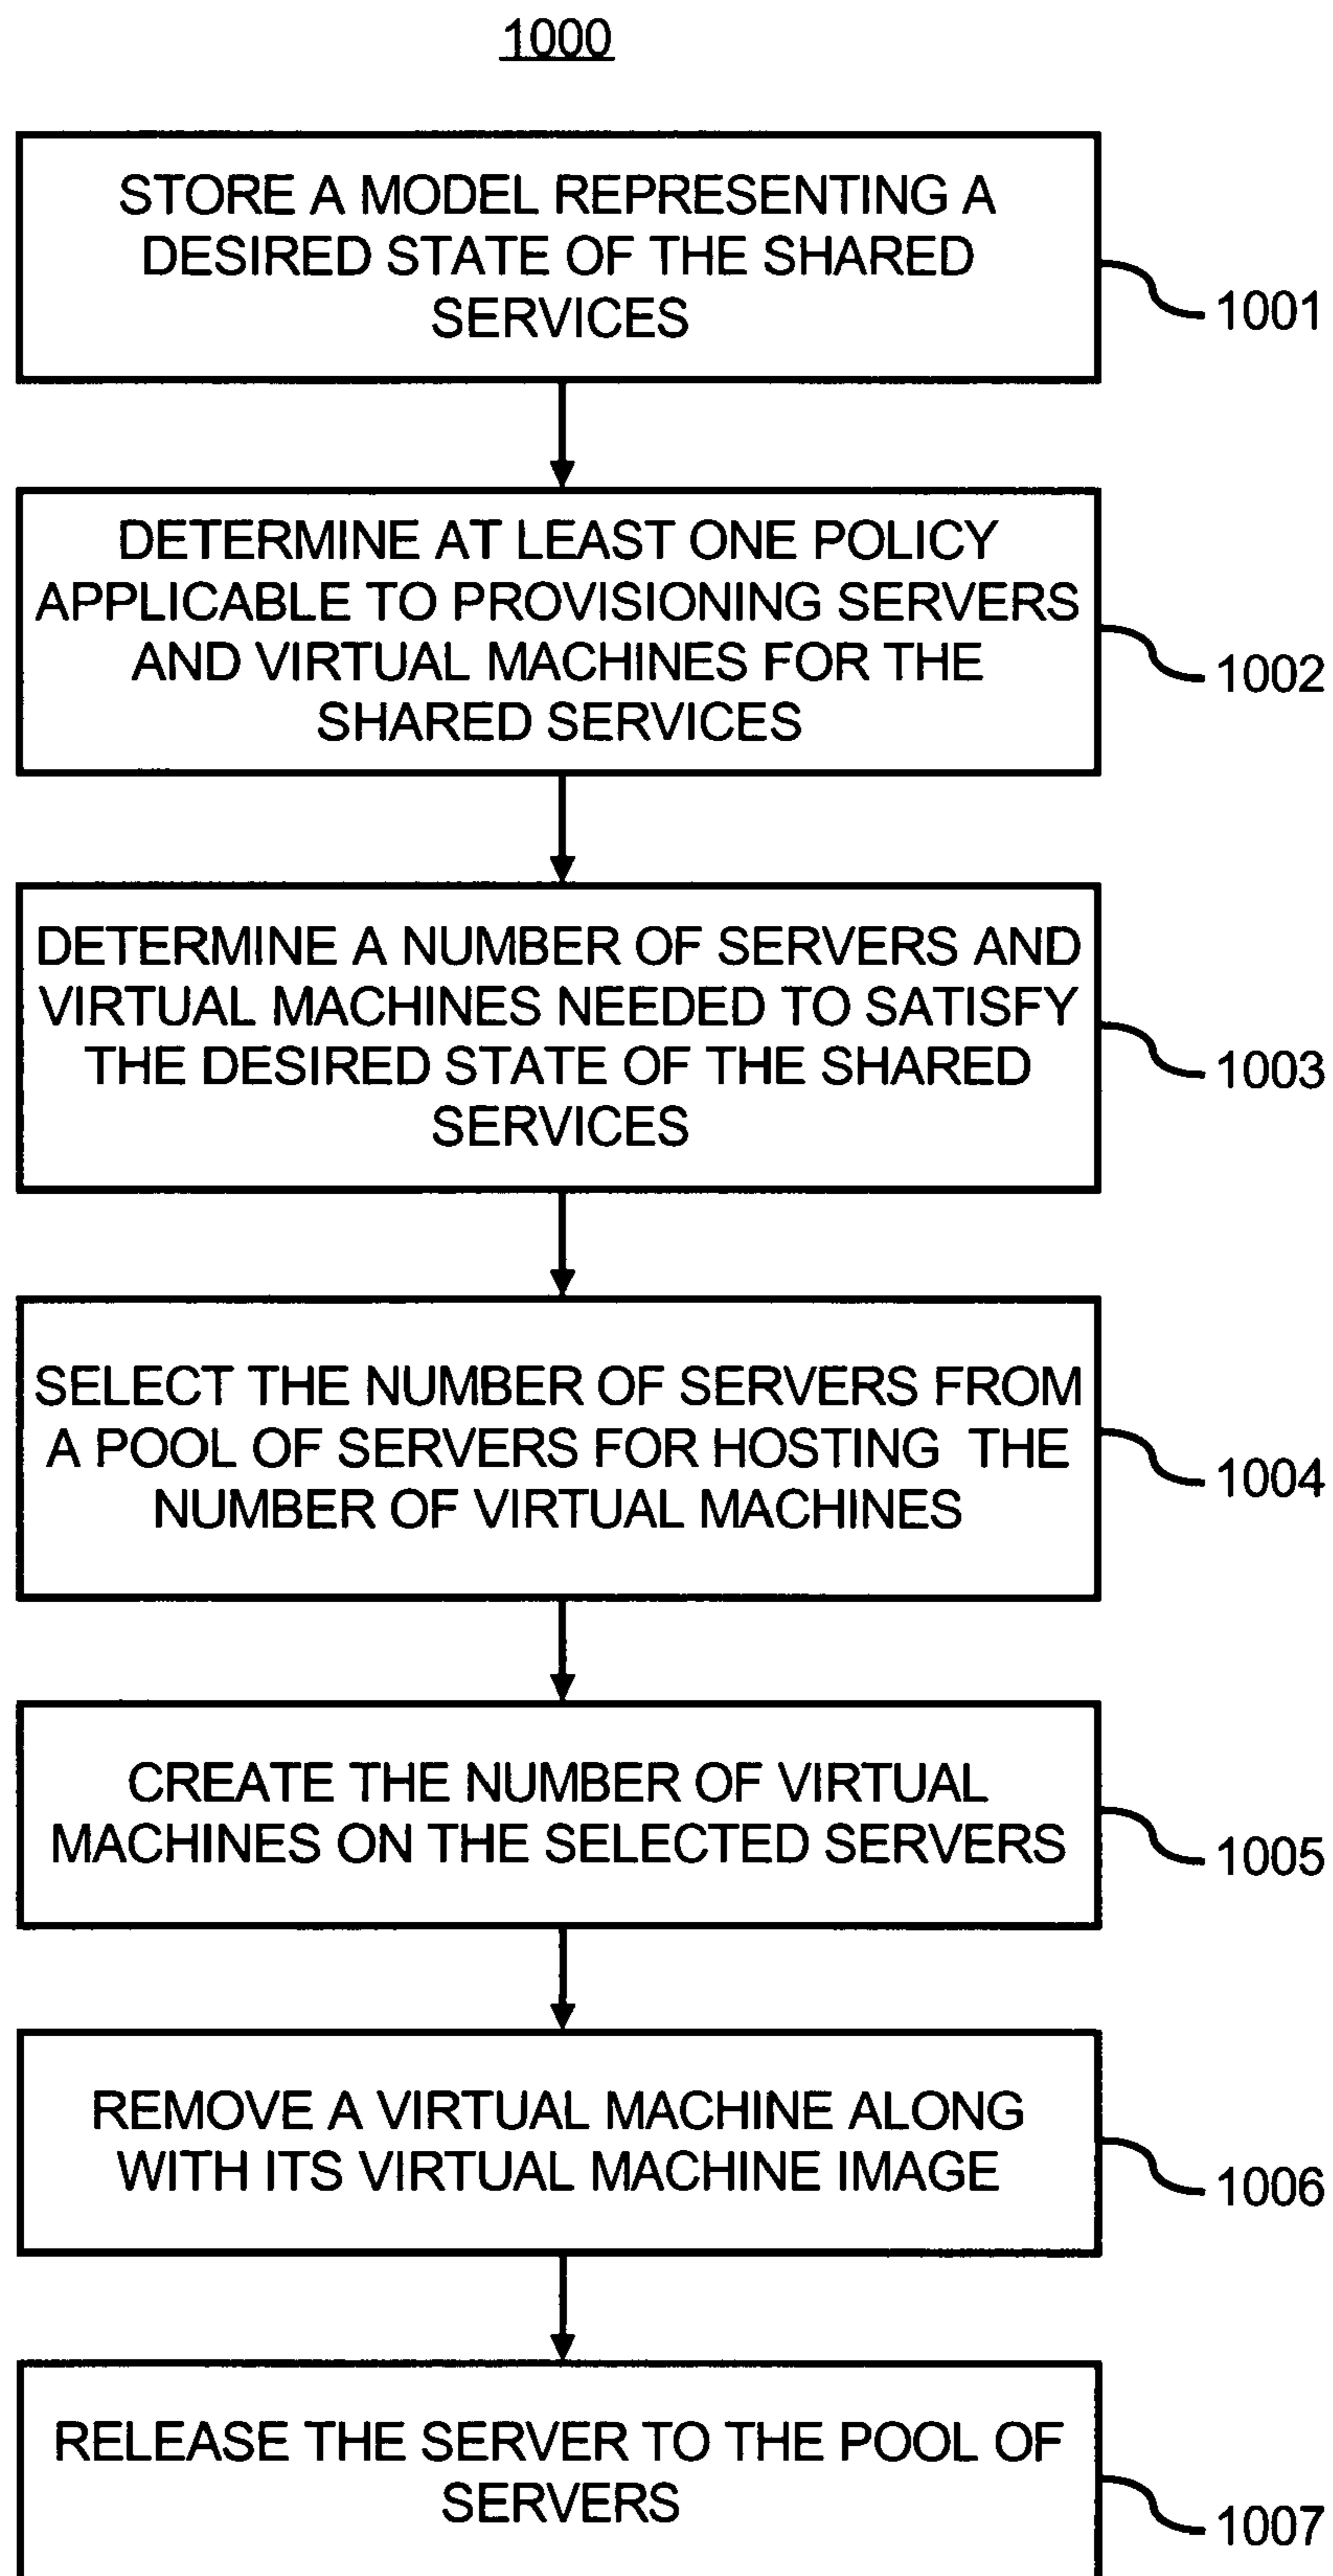 1000
STORE A MODEL REPRESENTING A
DESIRED STATE OF THE SHARED
SERVICES
1001
DETERMINE AT LEAST ONE POLICY
APPLICABLE TO PROVISIONING SERVERS
AND VIRTUAL MACHINES FOR THE
SHARED SERVICES
1002
DETERMINE A NUMBER OF SERVERS AND
VIRTUAL MACHINES NEEDED TO SATISFY
THE DESIRED STATE OF THE SHARED
SERVICES
1003
SELECT THE NUMBER OF SERVERS FROM
A POOL OF SERVERS FOR HOSTING THE
NUMBER OF VIRTUAL MACHINES
1004
CREATE THE NUMBER OF VIRTUAL
MACHINES ON THE SELECTED SERVERS
1005
REMOVE A VIRTUAL MACHINE ALONG
WITH ITS VIRTUAL MACHINE IMAGE
1006
RELEASE THE SERVER TO THE POOL OF
SERVERS
1007